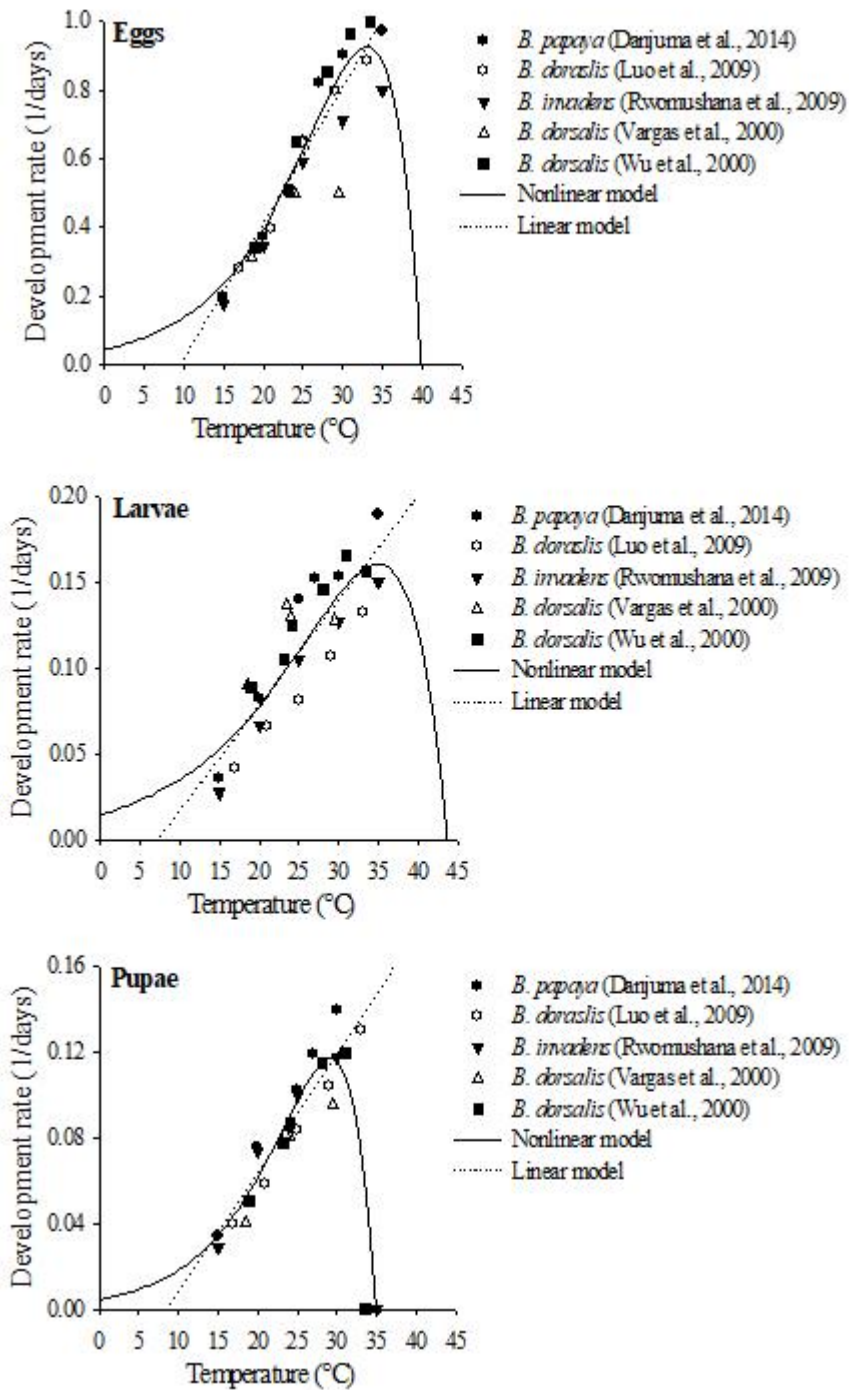 Eggs
Development rate (1/days)
1.0
0.8
0.6
0.4
0.2
0.0
0 5 10 15 20 25 30 35 40 45
Temperature (°C)
B. papaya (Danjuma et al., 2014)
B. doraslis (Luo et al., 2009)
B. invadens (Rwomushana et al., 2009)
B. dorsalis (Vargas et al., 2000)
B. dorsalis (Wu et al., 2000)
Nonlinear model
Linear model
Larvae
Development rate (1/days)
0.20
0.15
0.10
0.05
0.00
0 5 10 15 20 25 30 35 40 45
Temperature (°C)
B. papaya (Danjuma et al., 2014)
B. doraslis (Luo et al., 2009)
B. invadens (Rwomushana et al., 2009)
B. dorsalis (Vargas et al., 2000)
B. dorsalis (Wu et al., 2000)
Nonlinear model
Linear model
Pupae
Development rate (1/days)
0.16
0.12
0.08
0.04
0.00
0 5 10 15 20 25 30 35 40 45
Temperature (°C)
B. papaya (Danjuma et al., 2014)
B. doraslis (Luo et al., 2009)
B. invadens (Rwomushana et al., 2009)
B. dorsalis (Vargas et al., 2000)
B. dorsalis (Wu et al., 2000)
Nonlinear model
Linear model